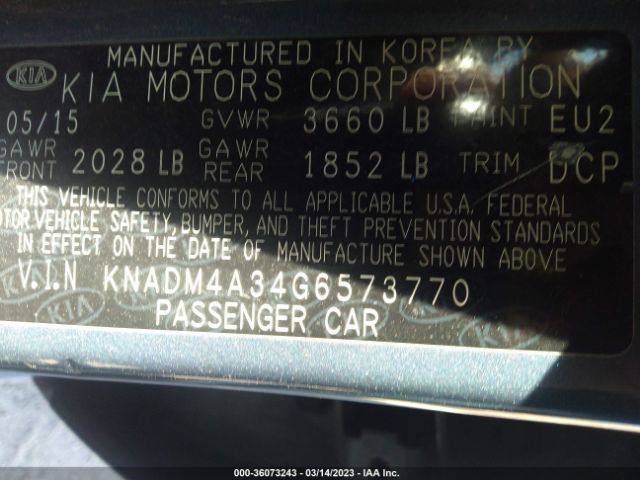 MANUFACTURED IN KOREA BY
KIA KIA MOTORS CORPORATION
05/15 GVWR 3660 LB PAINT EU2
GAWR FRONT 2028 LB GAWR REAR 1852 LB TRIM DCP
THIS VEHICLE CONFORMS TO ALL APPLICABLE U.S.A. FEDERAL
MOTOR VEHICLE SAFETY, BUMPER, AND THEFT PREVENTION STANDARDS
IN EFFECT ON THE DATE OF MANUFACTURE SHOWN ABOVE
V.I.N KNADM4A34G6573770
PASSENGER CAR
000-36073243 - 03/14/2023 - IAA Inc.